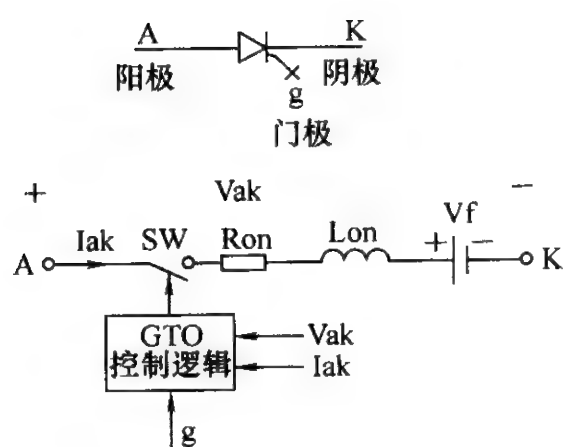 A K
阳极 阴极
g
门极
+ Vak −
A Iak SW Ron Lon + Vf − K
GTO
控制逻辑
Vak
Iak
g